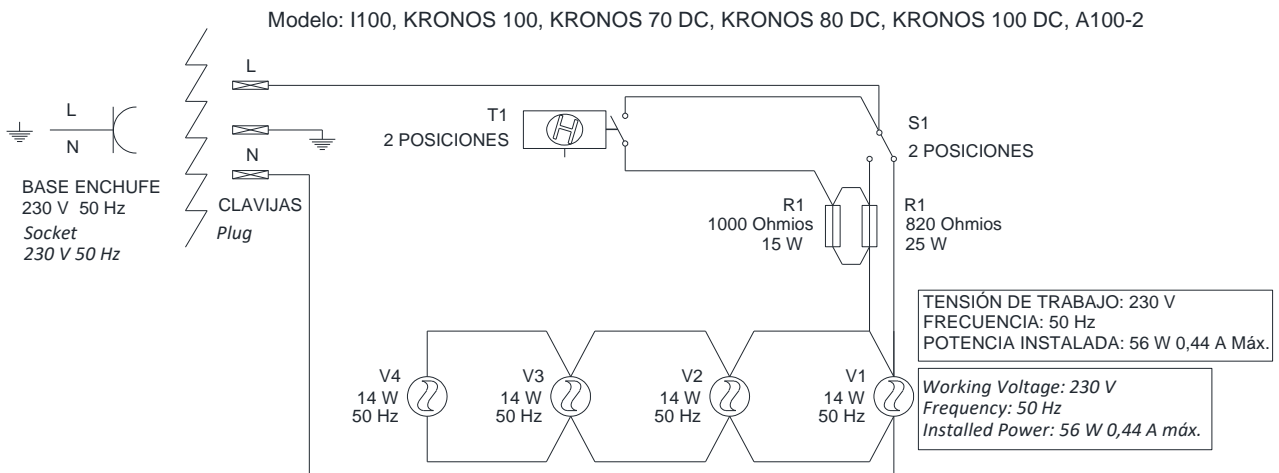 Modelo: I100, KRONOS 100, KRONOS 70 DC, KRONOS 80 DC, KRONOS 100 DC, A100-2
L
N
BASE ENCHUFE
230 V 50 Hz
Socket
230 V 50 Hz
L
N
CLAVIJAS
Plug
T1
2 POSICIONES
S1
2 POSICIONES
R1
1000 Ohmios
15 W
R1
820 Ohmios
25 W
TENSIÓN DE TRABAJO: 230 V
FRECUENCIA: 50 Hz
POTENCIA INSTALADA: 56 W 0,44 A Máx.
V4
14 W
50 Hz
V3
14 W
50 Hz
V2
14 W
50 Hz
V1
14 W
50 Hz
Working Voltage: 230 V
Frequency: 50 Hz
Installed Power: 56 W 0,44 A máx.